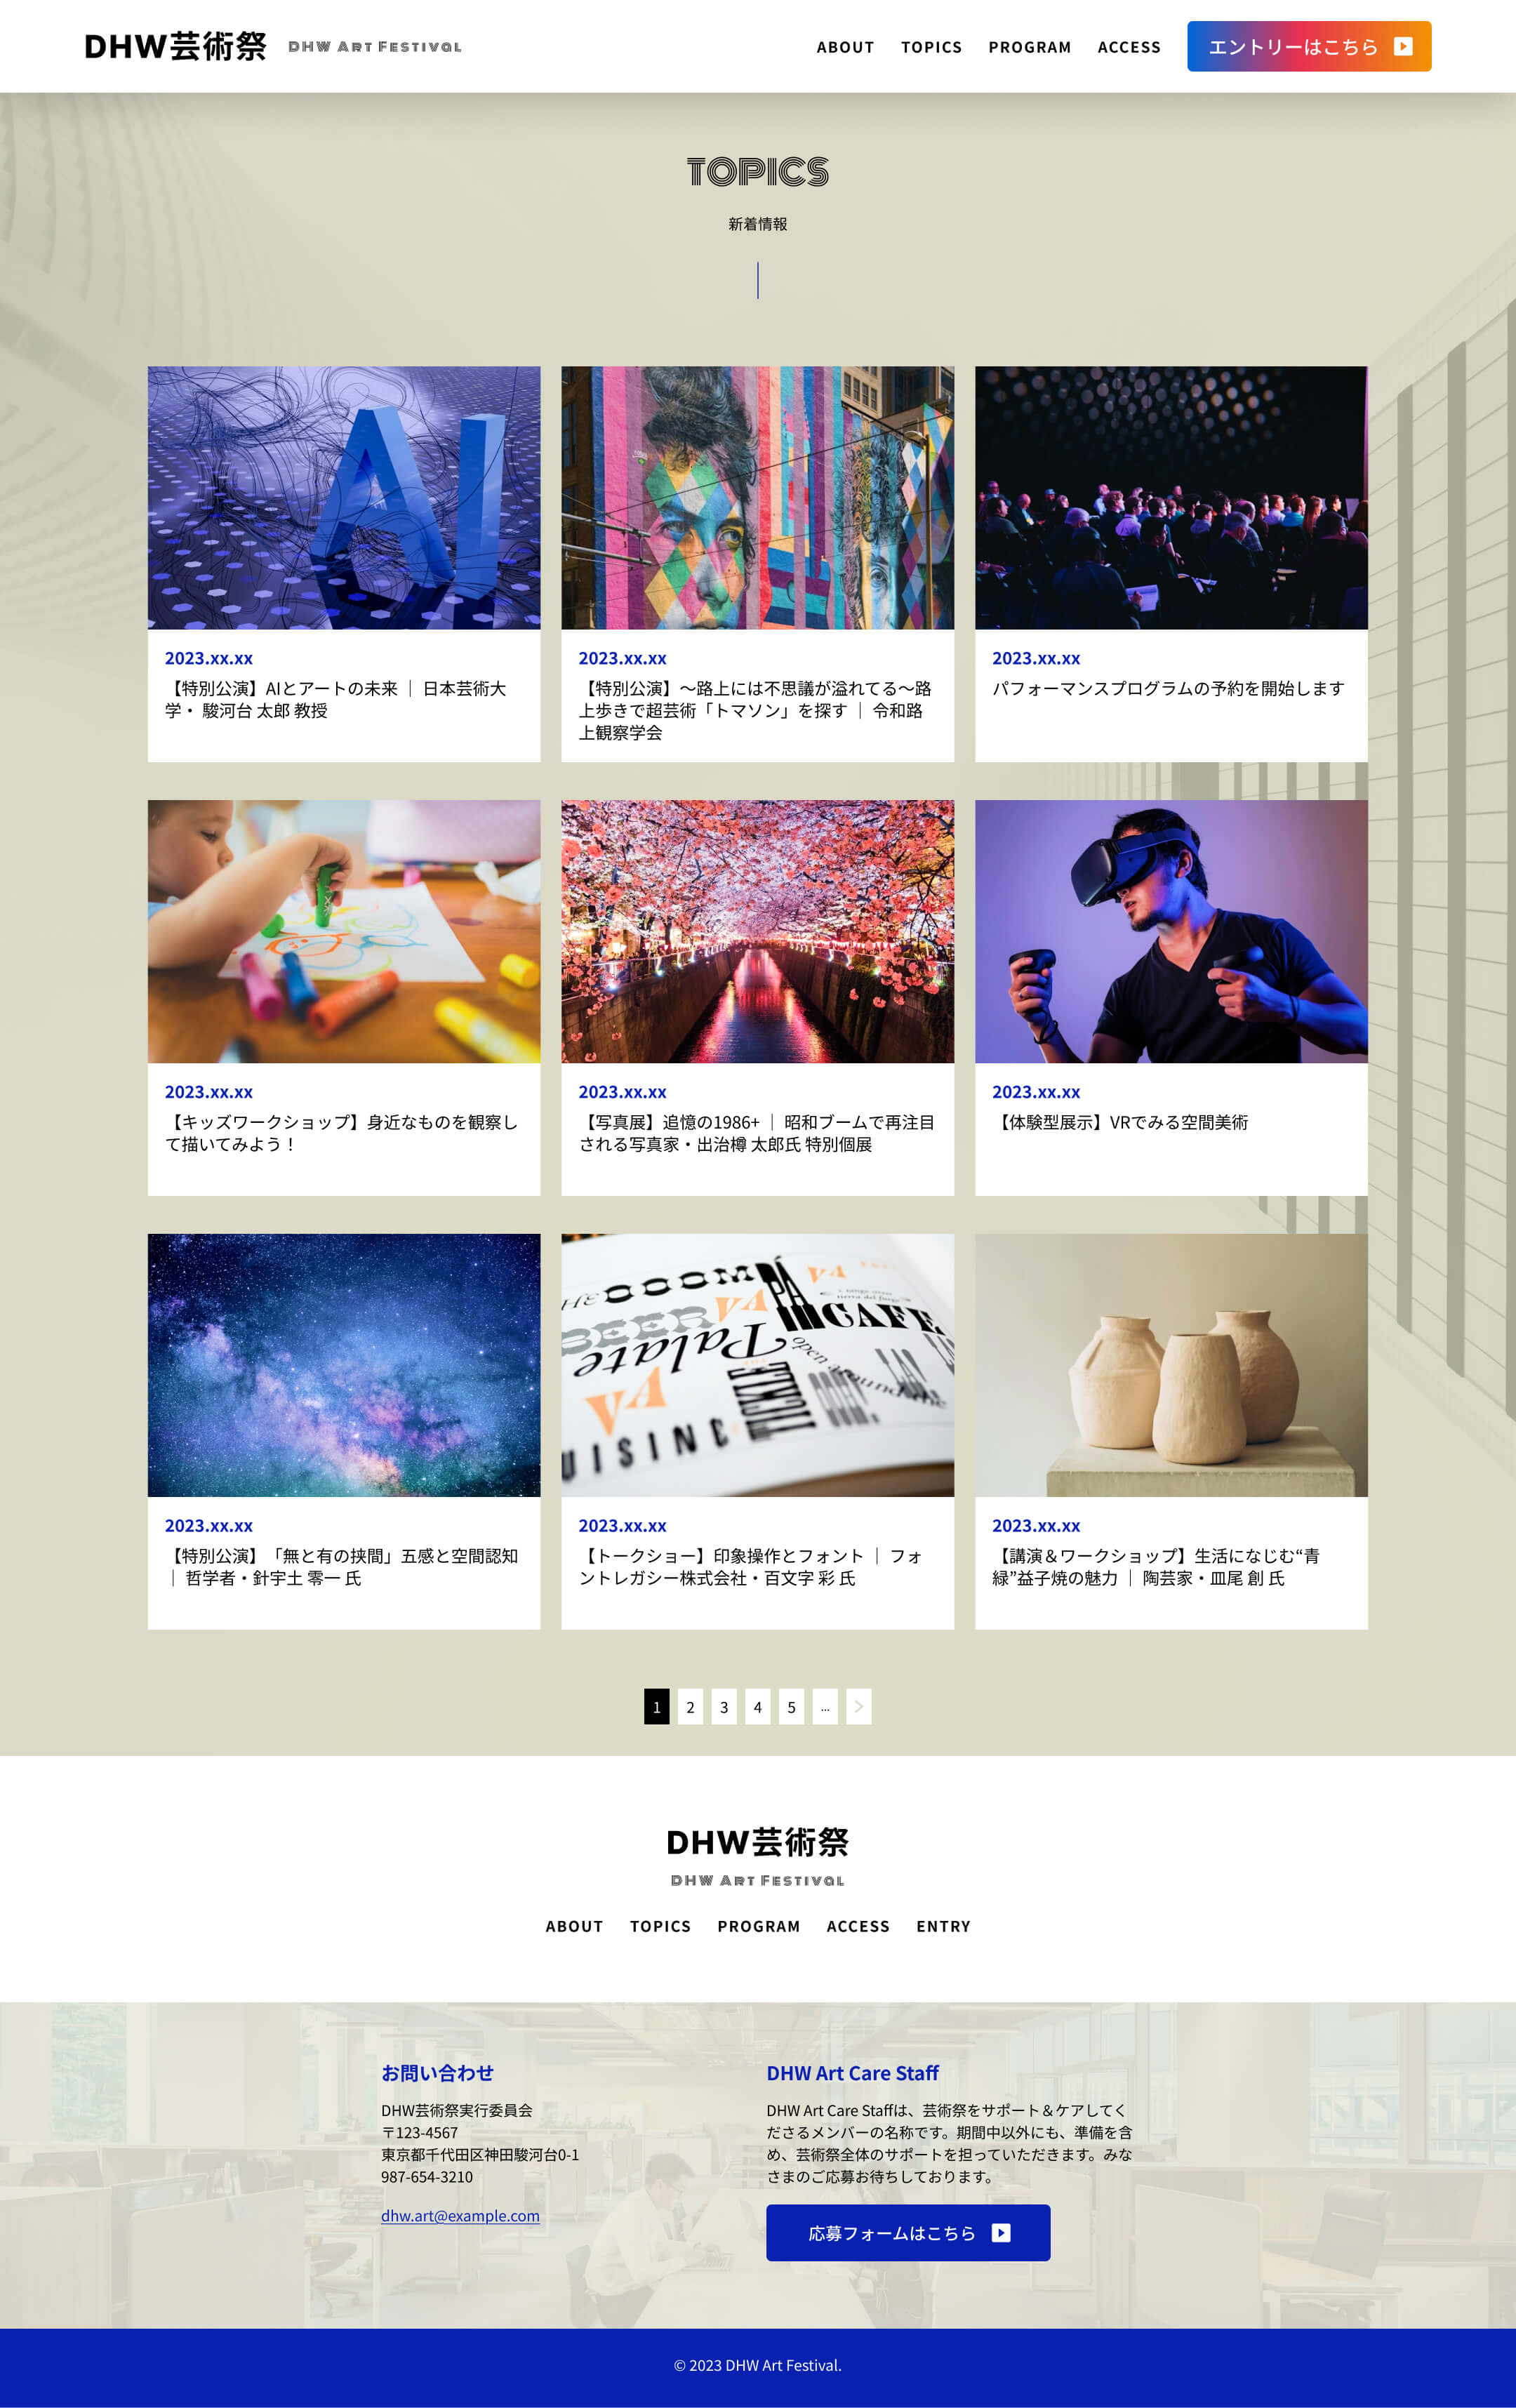 DHW芸術祭 DHW ART FESTIVAL
ABOUT TOPICS PROGRAM ACCESS エントリーはこちら
TOPICS
新着情報
AI
2023.xx.xx
【特別公演】AIとアートの未来 ｜ 日本芸術大
学・ 駿河台 太郎 教授
2023.xx.xx
【特別公演】～路上には不思議が溢れてる～路
上歩きで超芸術「トマソン」を探す ｜ 令和路
上観察学会
2023.xx.xx
パフォーマンスプログラムの予約を開始します
2023.xx.xx
【キッズワークショップ】身近なものを観察し
て描いてみよう！
2023.xx.xx
【写真展】追憶の1986+ ｜ 昭和ブームで再注目
される写真家・出治樽 太郎氏 特別個展
2023.xx.xx
【体験型展示】VRでみる空間美術
2023.xx.xx
【特別公演】「無と有の挟間」五感と空間認知
｜ 哲学者・針宇土 零一 氏
BEER
VA
PÁ
VA
CAFE
Palate
open around the
VA
UISINE
2023.xx.xx
【トークショー】印象操作とフォント ｜ フォ
ントレガシー株式会社・百文字 彩 氏
2023.xx.xx
【講演＆ワークショップ】生活になじむ“青
緑”益子焼の魅力 ｜ 陶芸家・皿尾 創 氏
1 2 3 4 5 ... >
DHW芸術祭
DHW ART FESTIVAL
ABOUT TOPICS PROGRAM ACCESS ENTRY
お問い合わせ
DHW芸術祭実行委員会
〒123-4567
東京都千代田区神田駿河台0-1
987-654-3210
dhw.art@example.com
DHW Art Care Staff
DHW Art Care Staffは、芸術祭をサポート＆ケアしてく
ださるメンバーの名称です。期間中以外にも、準備を含
め、芸術祭全体のサポートを担っていただきます。みな
さまのご応募お待ちしております。
応募フォームはこちら
© 2023 DHW Art Festival.